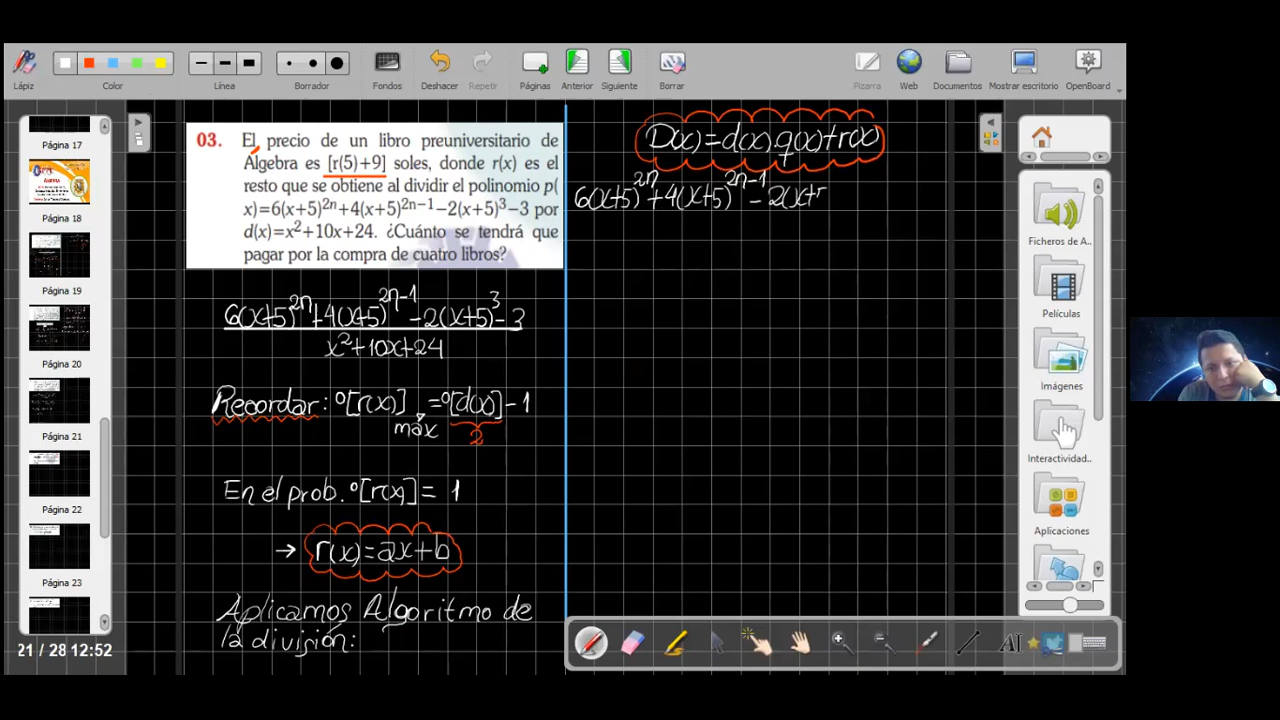 Lápiz
Color
Línea
Borrador
Fondos
Deshacer
Repetir
Páginas
Anterior
Siguiente
Borrar
Pizarra
Web
Documentos
Mostrar escritorio
OpenBoard
Página 17
Página 18
Página 19
Página 20
Página 21
Página 22
Página 23
21 / 28 12:52
03. El precio de un libro preuniversitario de
Álgebra es [r(5)+9] soles, donde r(x) es el
resto que se obtiene al dividir el polinomio p(
x)=6(x+5)²ⁿ+4(x+5)²ⁿ⁻¹−2(x+5)³−3 por
d(x)=x²+10x+24. ¿Cuánto se tendrá que
pagar por la compra de cuatro libros?
6(x+5)²ⁿ+4(x+5)²ⁿ⁻¹−2(x+5)³−3
x²+10x+24
Recordar: °[r(x)] máx =°[d(x)]−1
2
En el prob. °[r(x)] = 1
→ r(x)=ax+b
Aplicamos Algoritmo de
la división:
D(x)=d(x).q(x)+r(x)
6(x+5)²ⁿ+4(x+5)²ⁿ⁻¹−2(x+
Ficheros de A...
Películas
Imágenes
Interactividad...
Aplicaciones
AI